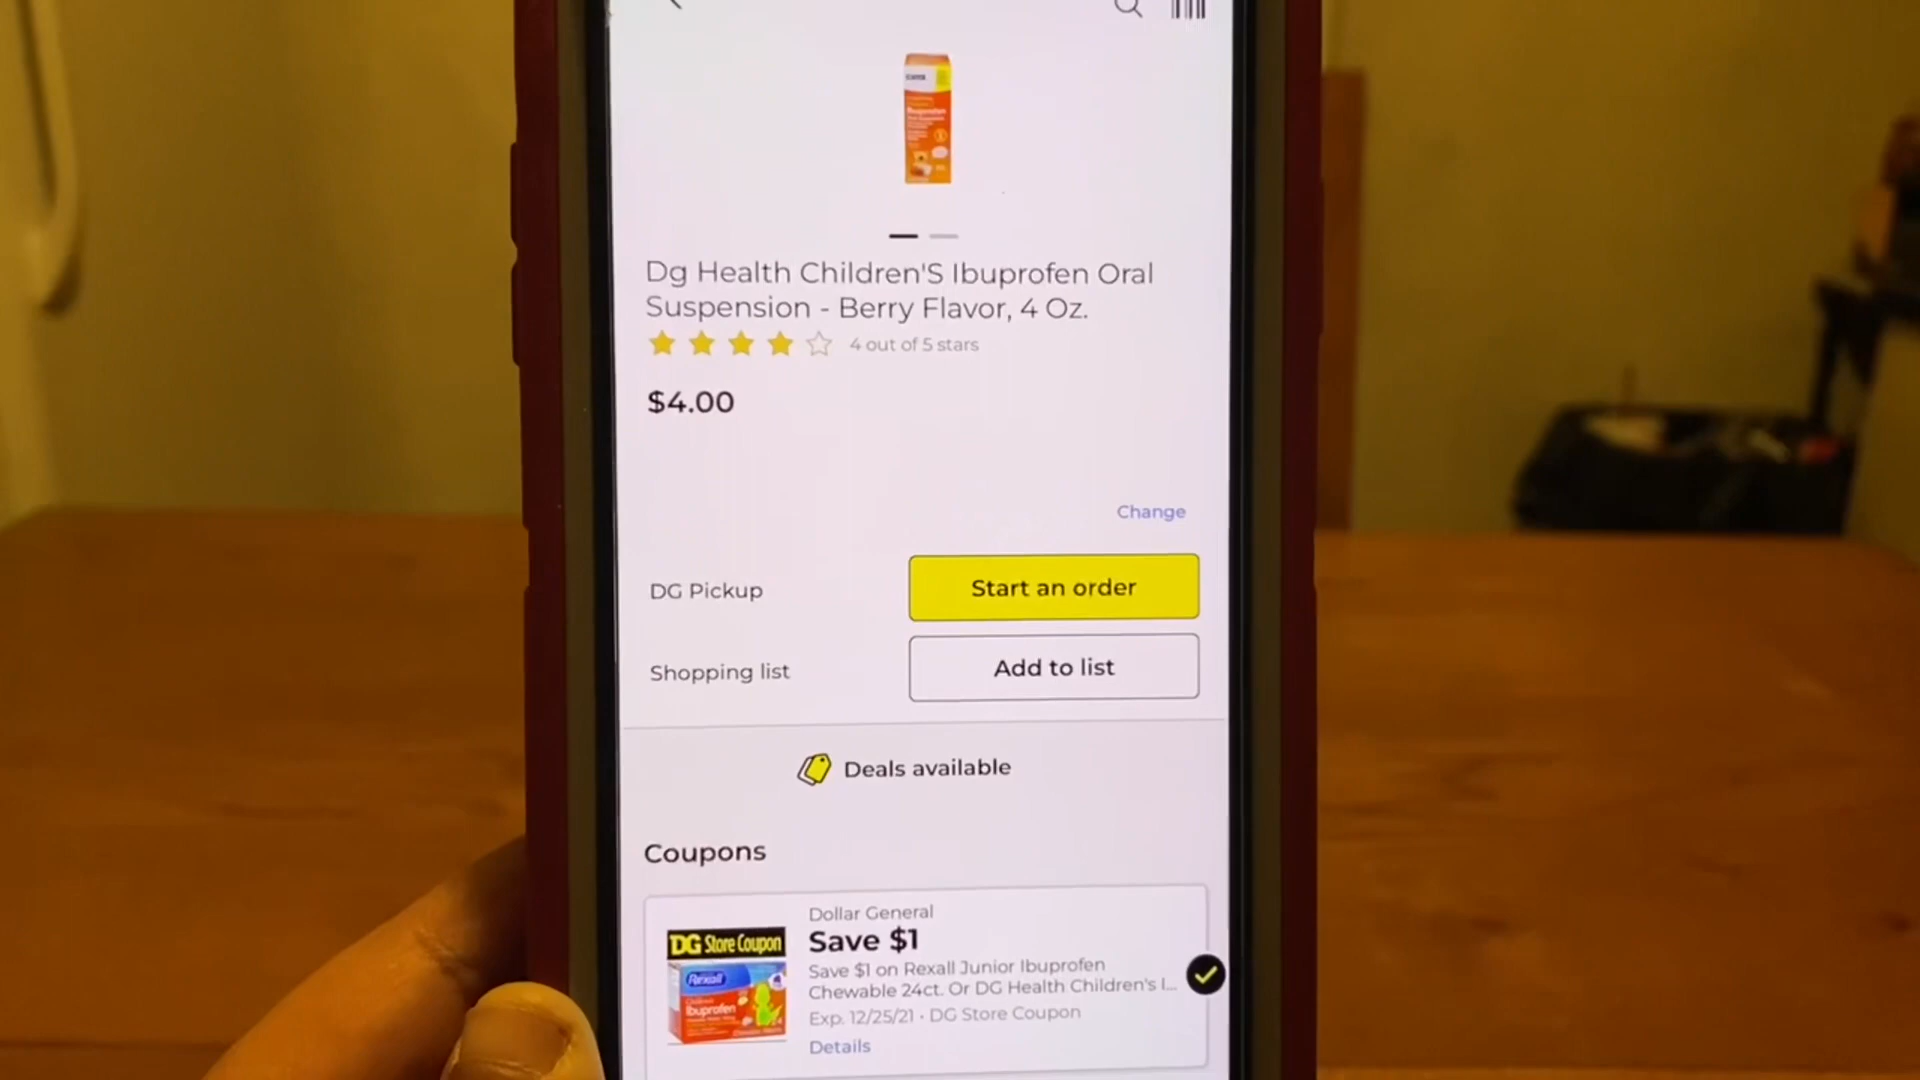 Dg Health Children'S Ibuprofen Oral
Suspension - Berry Flavor, 4 Oz.
4 out of 5 stars
$4.00
Change
DG Pickup
Start an order
Shopping list
Add to list
Deals available
Coupons
Dollar General
DG Store Coupon
Save $1
Save $1 on Rexall Junior Ibuprofen
Chewable 24ct. Or DG Health Children's I...
Rexall
Children's
Ibuprofen
Exp. 12/25/21 • DG Store Coupon
Details